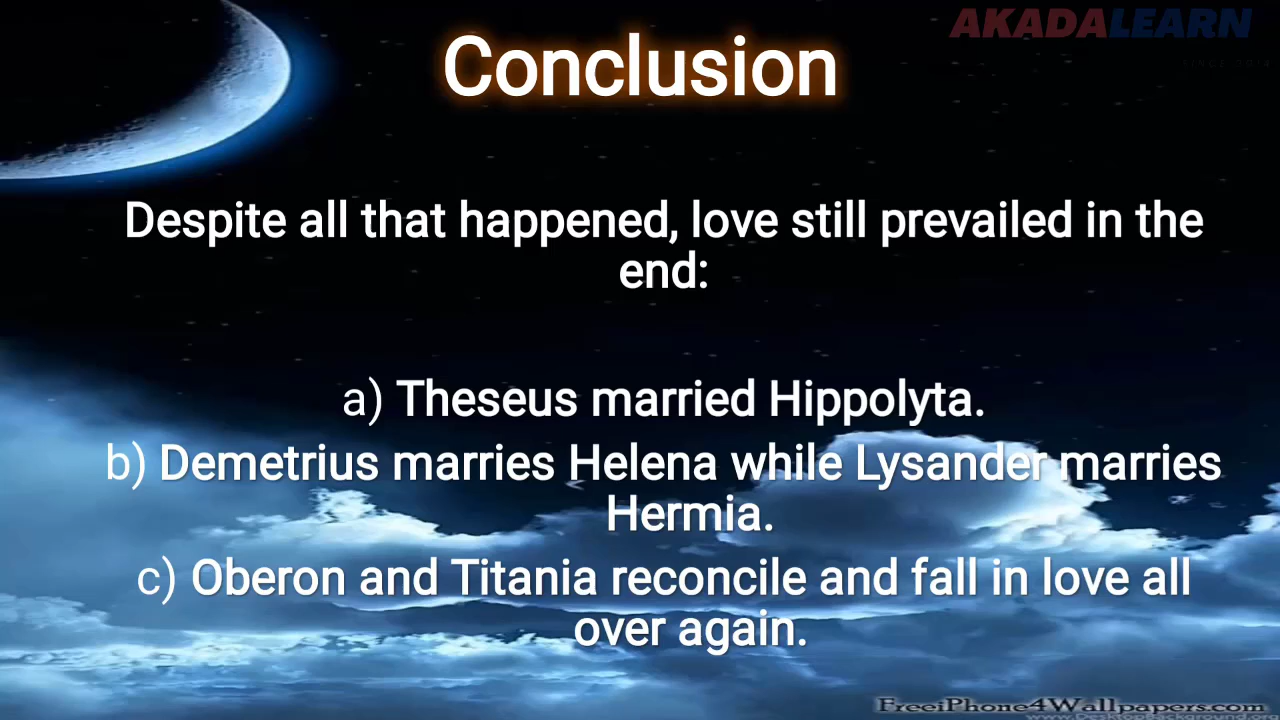 AKADALEARN
Conclusion
Despite all that happened, love still prevailed in the
end:
a) Theseus married Hippolyta.
b) Demetrius marries Helena while Lysander marries
Hermia.
c) Oberon and Titania reconcile and fall in love all
over again.
FreeiPhone4Wallpapers.com